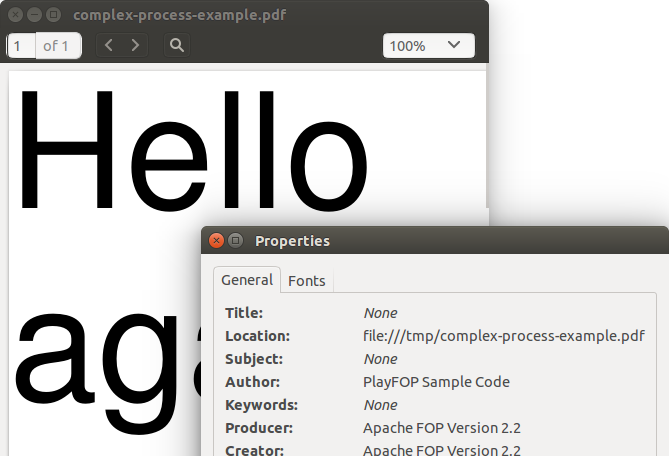 complex-process-example.pdf
1 of 1 100%
Hello
Properties
General Fonts
Title: None
Location: file:///tmp/complex-process-example.pdf
Subject: None
Author: PlayFOP Sample Code
Keywords: None
Producer: Apache FOP Version 2.2
Creator: Apache FOP Version 2.2